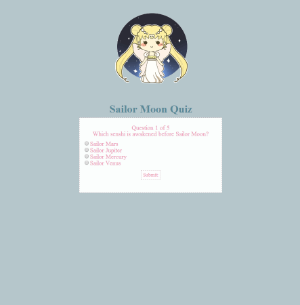 Sailor Moon Quiz
Question 1 of 5
Which senshi is awakened before Sailor Moon?
Sailor Mars
Sailor Jupiter
Sailor Mercury
Sailor Venus
Submit